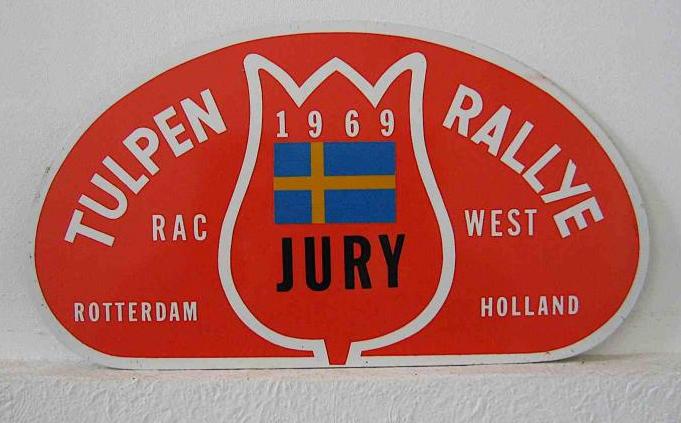 TULPEN RALLYE
1969
RAC WEST
JURY
ROTTERDAM HOLLAND